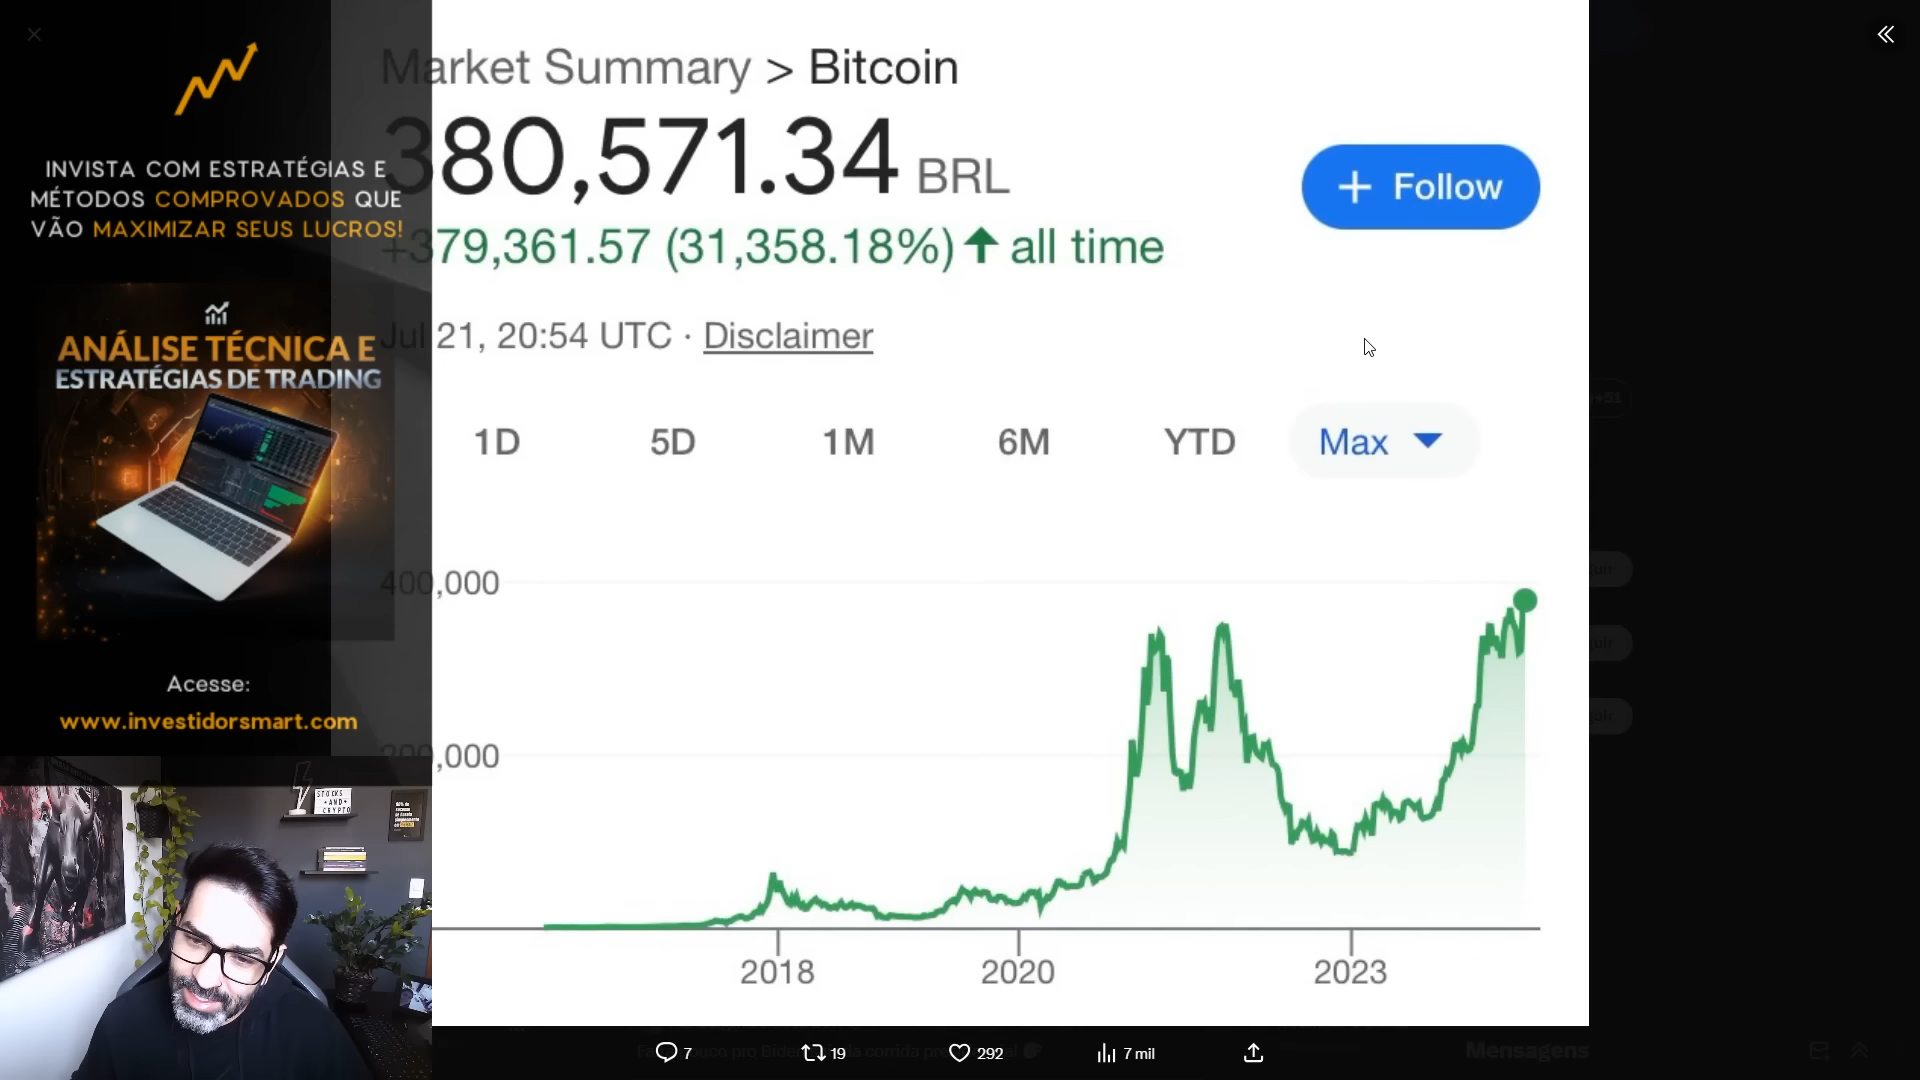 INVISTA COM ESTRATÉGIAS E
MÉTODOS COMPROVADOS QUE
VÃO MAXIMIZAR SEUS LUCROS!
ANÁLISE TÉCNICA E
ESTRATÉGIAS DE TRADING
Acesse:
www.investidorsmart.com
STOCKS
+AND+
CRYPTO
Market Summary > Bitcoin
380,571.34 BRL
+ Follow
+379,361.57 (31,358.18%) ↑ all time
Jul 21, 20:54 UTC · Disclaimer
1D 5D 1M 6M YTD Max
400,000
200,000
2018 2020 2023
7 19 292 7 mil
+51
Mensagens